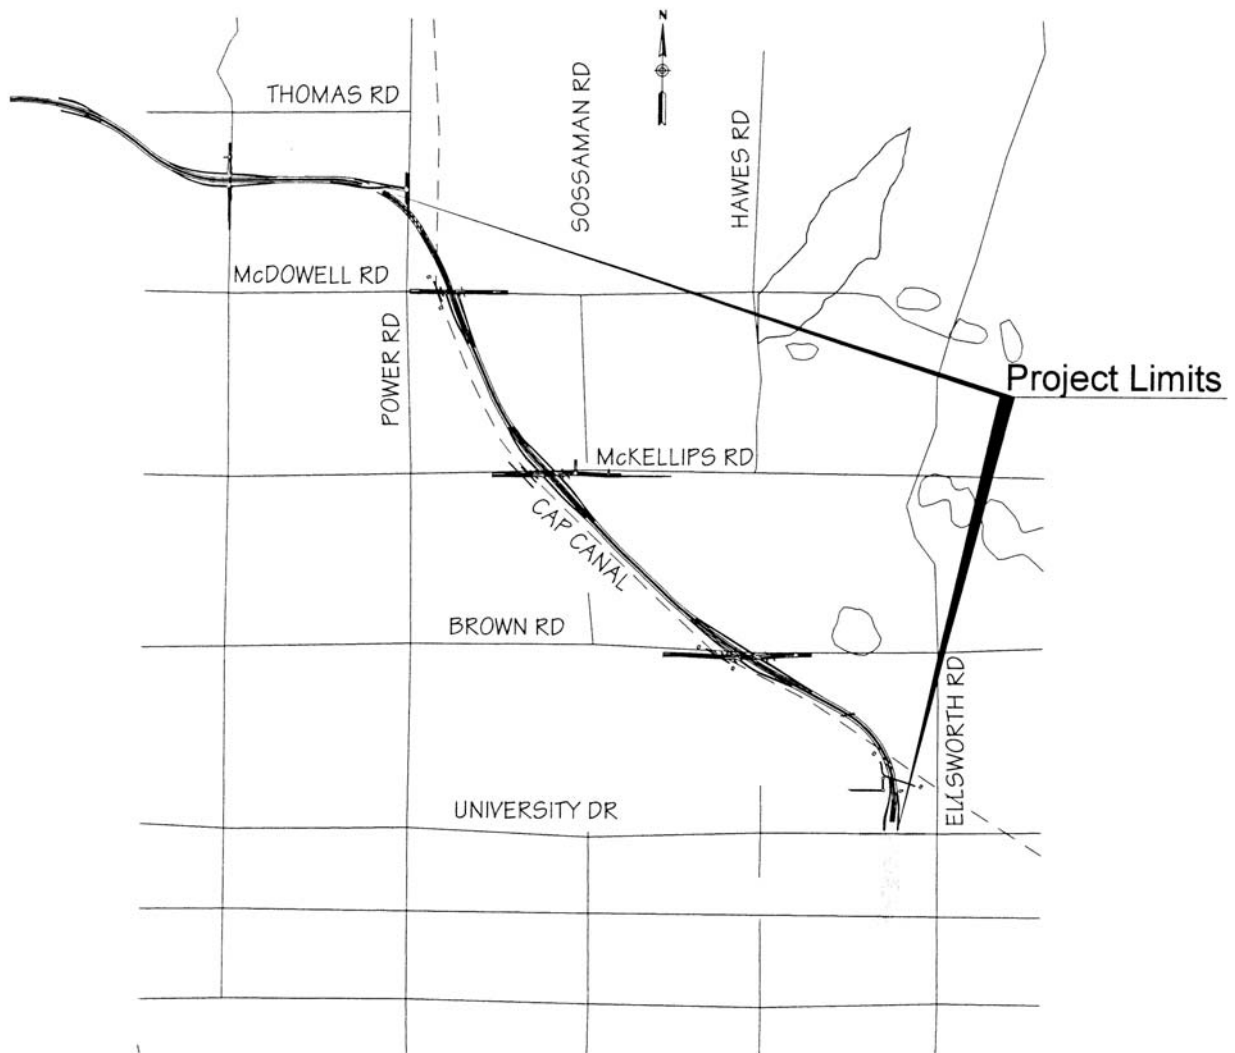 N
THOMAS RD
SOSSAMAN RD
HAWES RD
McDOWELL RD
POWER RD
Project Limits
McKELLIPS RD
CAP CANAL
BROWN RD
ELLSWORTH RD
UNIVERSITY DR